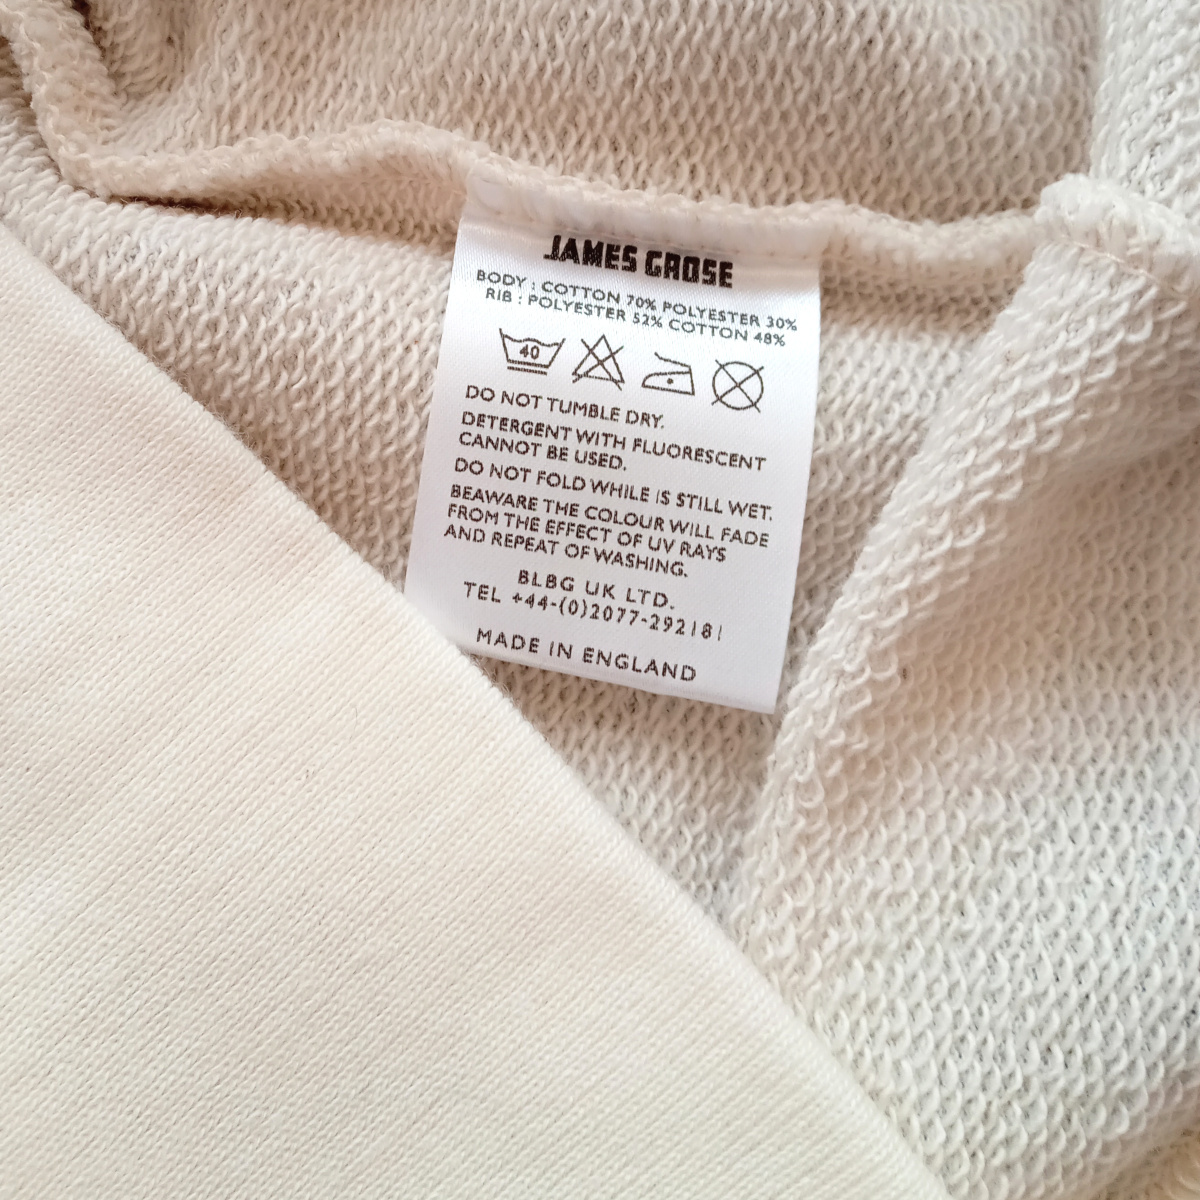 JAMES GROSE
BODY : COTTON 70% POLYESTER 30%
RIB : POLYESTER 52% COTTON 48%
40
DO NOT TUMBLE DRY.
DETERGENT WITH FLUORESCENT
CANNOT BE USED.
DO NOT FOLD WHILE IS STILL WET.
BEAWARE THE COLOUR WILL FADE
FROM THE EFFECT OF UV RAYS
AND REPEAT OF WASHING.
BLBG UK LTD.
TEL +44-(0)2077-292181
MADE IN ENGLAND